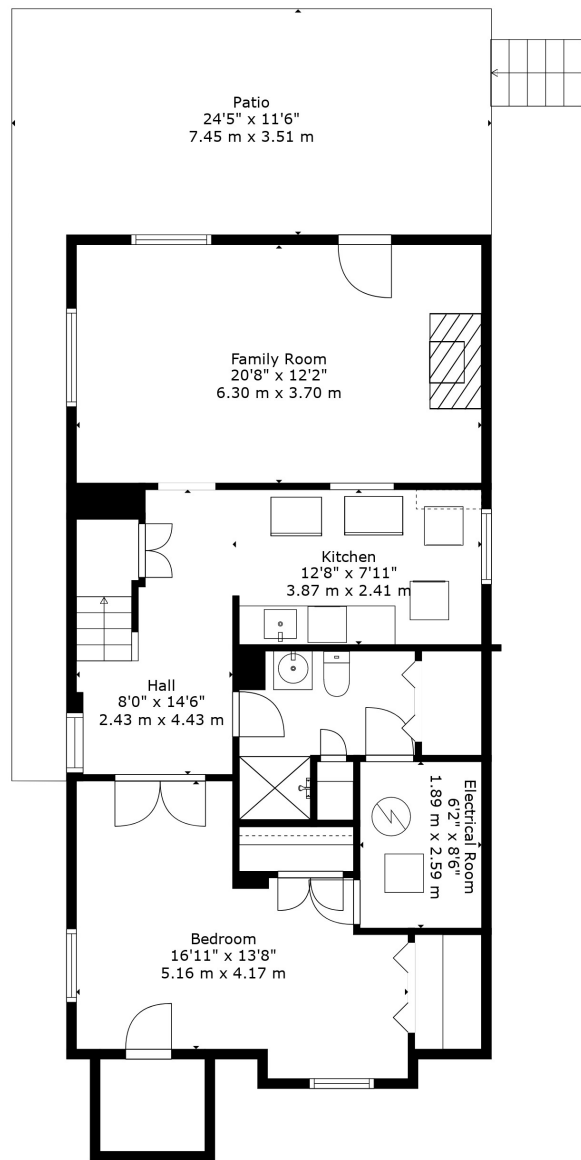 Patio
24'5" x 11'6"
7.45 m x 3.51 m
Family Room
20'8" x 12'2"
6.30 m x 3.70 m
Kitchen
12'8" x 7'11"
3.87 m x 2.41 m
Hall
8'0" x 14'6"
2.43 m x 4.43 m
Electrical Room
6'2" x 8'6"
1.89 m x 2.59 m
Bedroom
16'11" x 13'8"
5.16 m x 4.17 m